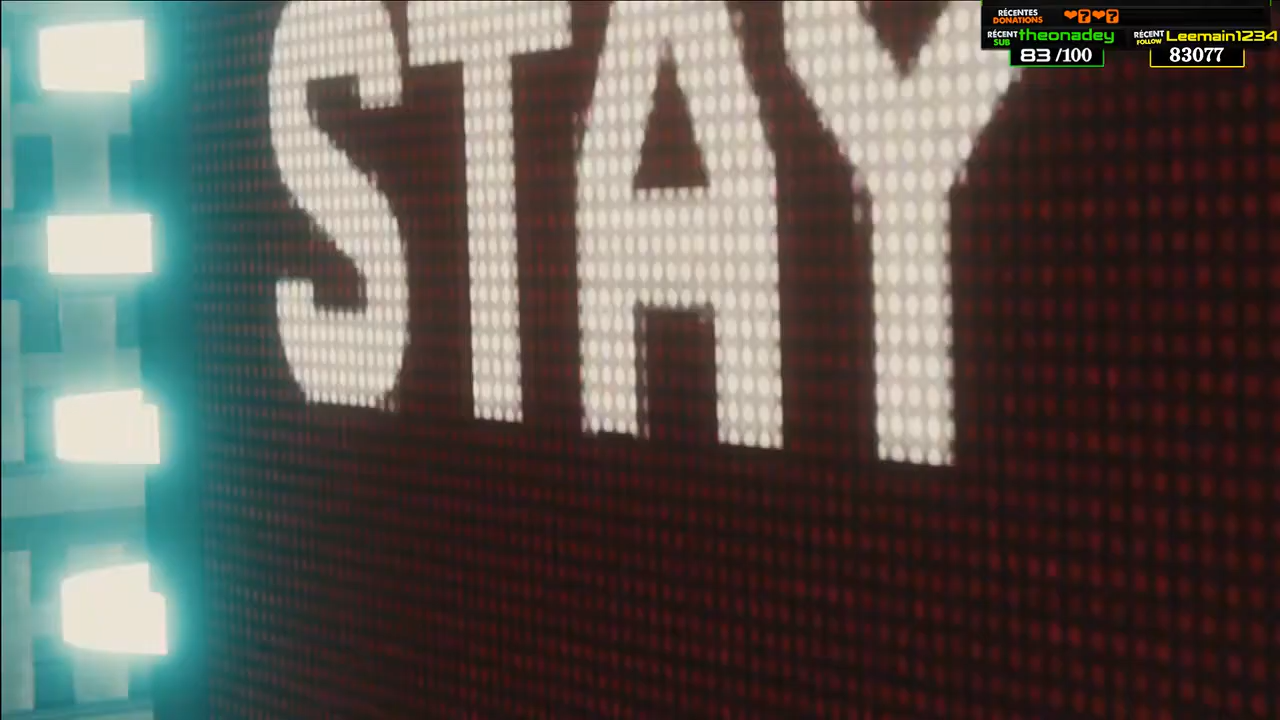 STAY
RÉCENTES
DONATIONS
RÉCENT
SUB
theonadey
RÉCENT
FOLLOW
Leemain1234
83 /100
83077